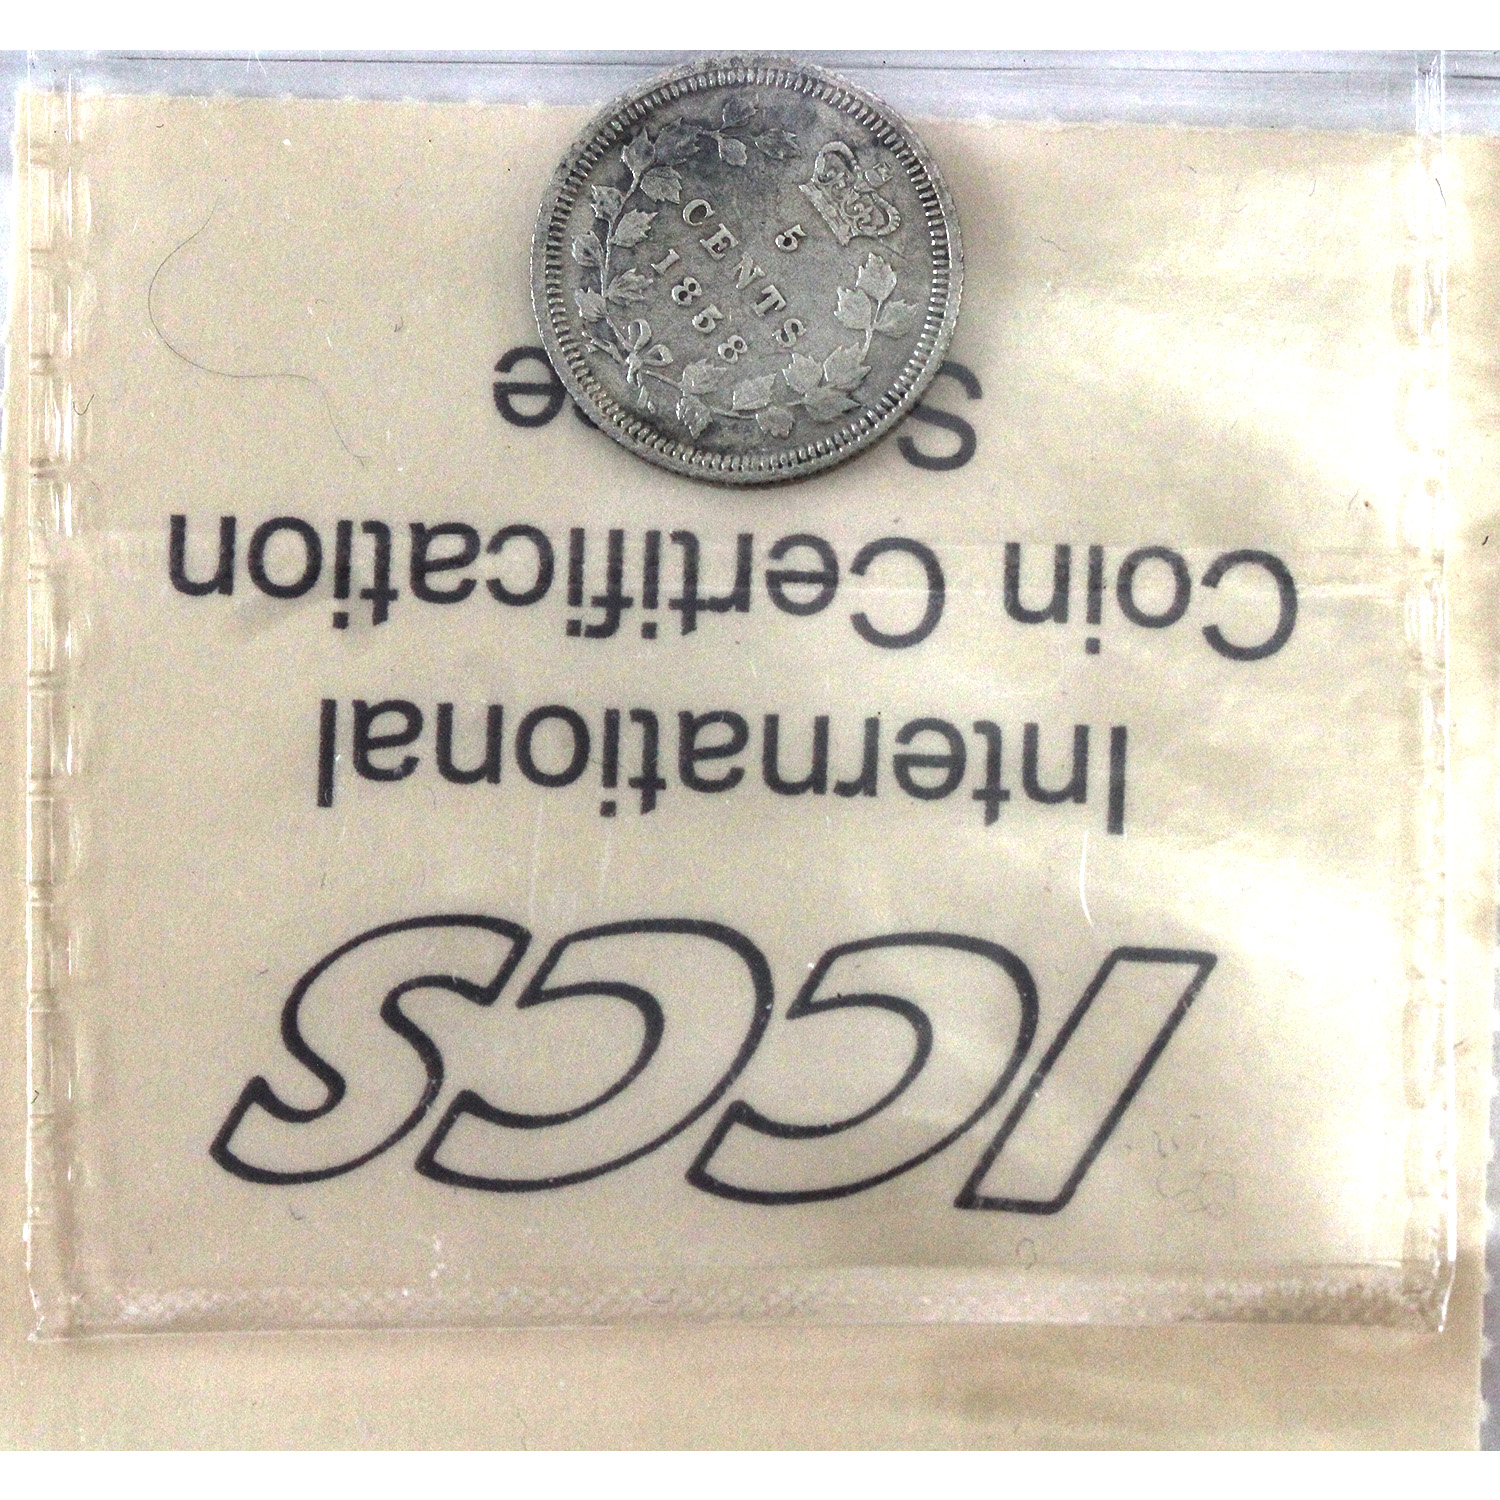 ICCS
International
Coin Certification
5
CENTS
1858